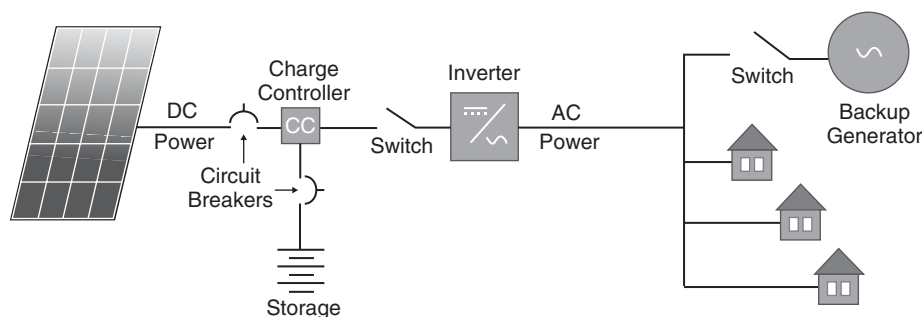 DC
Power
Circuit
Breakers
Charge
Controller
CC
Storage
Switch
Inverter
AC
Power
Switch
Backup
Generator